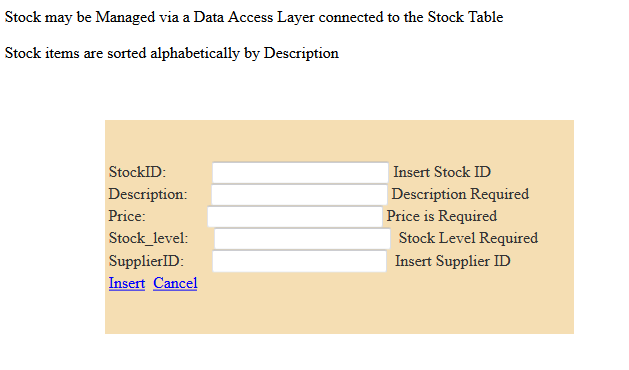 Stock may be Managed via a Data Access Layer connected to the Stock Table
Stock items are sorted alphabetically by Description
StockID: Insert Stock ID
Description: Description Required
Price: Price is Required
Stock_level: Stock Level Required
SupplierID: Insert Supplier ID
Insert Cancel